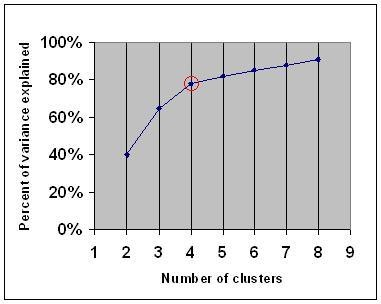 Percent of variance explained
100%
80%
60%
40%
20%
0%
1 2 3 4 5 6 7 8 9
Number of clusters